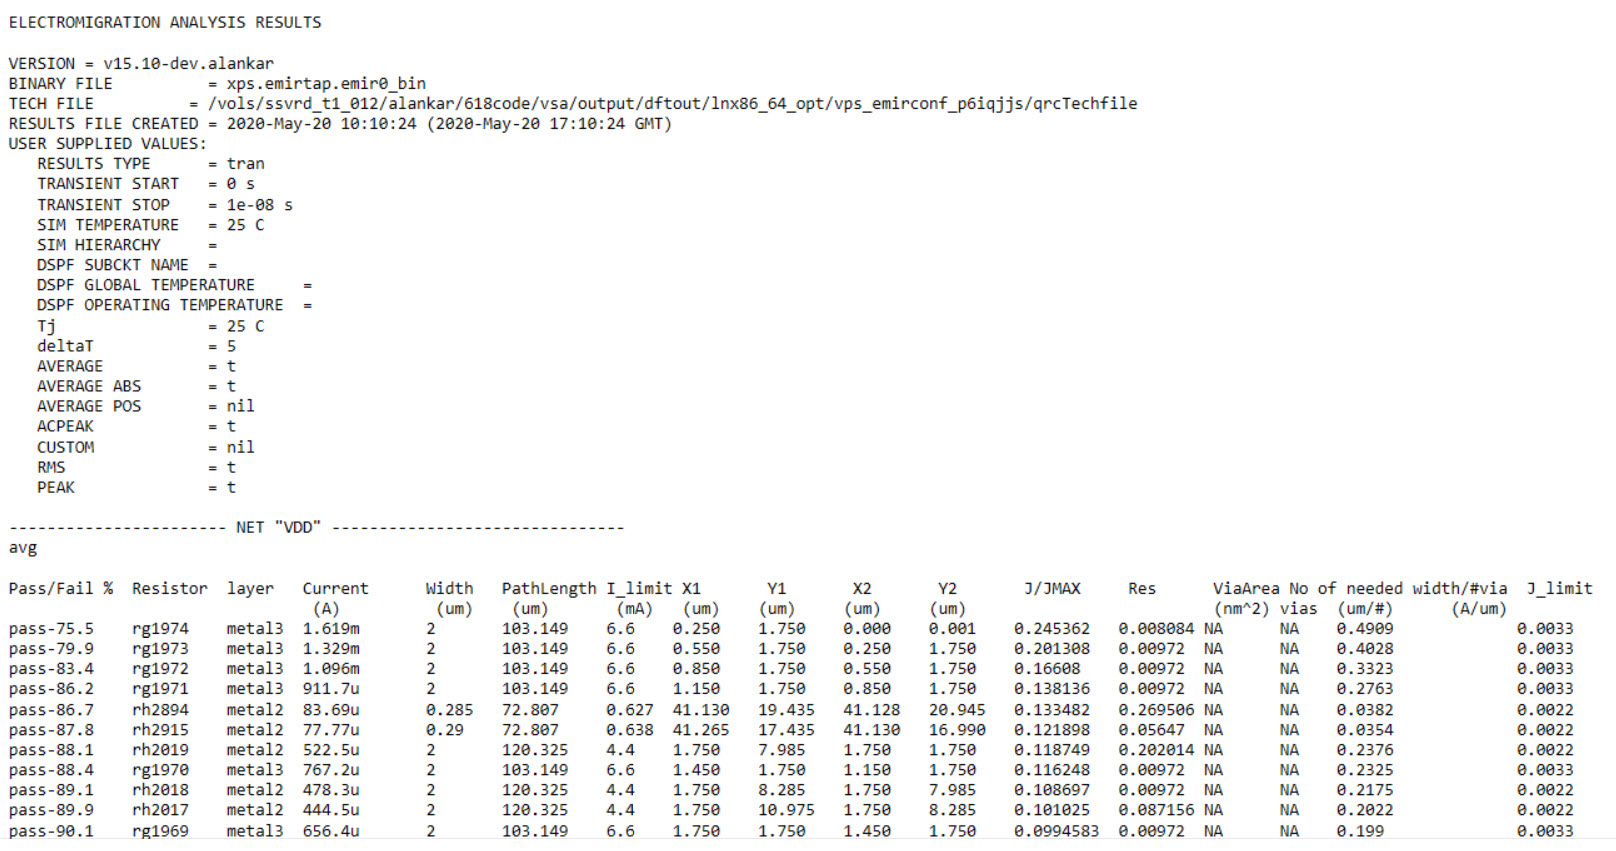 ELECTROMIGRATION ANALYSIS RESULTS
VERSION = v15.10-dev.alankar
BINARY FILE          = xps.emirtap.emir0_bin
TECH FILE          = /vols/ssvrd_t1_012/alankar/618code/vsa/output/dftout/lnx86_64_opt/vps_emirconf_p6iqjjs/qrcTechfile
RESULTS FILE CREATED = 2020-May-20 10:10:24 (2020-May-20 17:10:24 GMT)
USER SUPPLIED VALUES:
   RESULTS TYPE      = tran
   TRANSIENT START   = 0 s
   TRANSIENT STOP    = 1e-08 s
   SIM TEMPERATURE   = 25 C
   SIM HIERARCHY     =
   DSPF SUBCKT NAME  =
   DSPF GLOBAL TEMPERATURE     =
   DSPF OPERATING TEMPERATURE  =
   Tj                = 25 C
   deltaT            = 5
   AVERAGE           = t
   AVERAGE ABS       = t
   AVERAGE POS       = nil
   ACPEAK            = t
   CUSTOM            = nil
   RMS               = t
   PEAK              = t
----------------------- NET "VDD" -------------------------------
avg
Pass/Fail %  Resistor  layer   Current      Width   PathLength I_limit X1       Y1       X2       Y2       J/JMAX     Res         ViaArea No of needed width/#via  J_limit
(A)          (um)    (um)       (mA)   (um)    (um)     (um)     (um)                            (nm^2) vias  (um/#)      (A/um)
pass-75.5    rg1974    metal3  1.619m       2       103.149    6.6    0.250    1.750    0.000    0.001    0.245362   0.008084 NA      NA    0.4909             0.0033
pass-79.9    rg1973    metal3  1.329m       2       103.149    6.6    0.550    1.750    0.250    1.750    0.201308   0.00972  NA      NA    0.4028             0.0033
pass-83.4    rg1972    metal3  1.096m       2       103.149    6.6    0.850    1.750    0.550    1.750    0.16608    0.00972  NA      NA    0.3323             0.0033
pass-86.2    rg1971    metal3  911.7u       2       103.149    6.6    1.150    1.750    0.850    1.750    0.138136   0.00972  NA      NA    0.2763             0.0033
pass-86.7    rh2894    metal2  83.69u       0.285   72.807     0.627  41.130   19.435   41.128   20.945   0.133482   0.269506 NA      NA    0.0382             0.0022
pass-87.8    rh2915    metal2  77.77u       0.29    72.807     0.638  41.265   17.435   41.130   16.990   0.121898   0.05647  NA      NA    0.0354             0.0022
pass-88.1    rh2019    metal2  522.5u       2       120.325    4.4    1.750    7.985    1.750    1.750    0.118749   0.202014 NA      NA    0.2376             0.0022
pass-88.4    rg1970    metal3  767.2u       2       103.149    6.6    1.450    1.750    1.150    1.750    0.116248   0.00972  NA      NA    0.2325             0.0033
pass-89.1    rh2018    metal2  478.3u       2       120.325    4.4    1.750    8.285    1.750    7.985    0.108697   0.00972  NA      NA    0.2175             0.0022
pass-89.9    rh2017    metal2  444.5u       2       120.325    4.4    1.750    10.975   1.750    8.285    0.101025   0.087156 NA      NA    0.2022             0.0022
pass-90.1    rg1969    metal3  656.4u       2       103.149    6.6    1.750    1.750    1.450    1.750    0.0994583  0.00972  NA      NA    0.199              0.0033